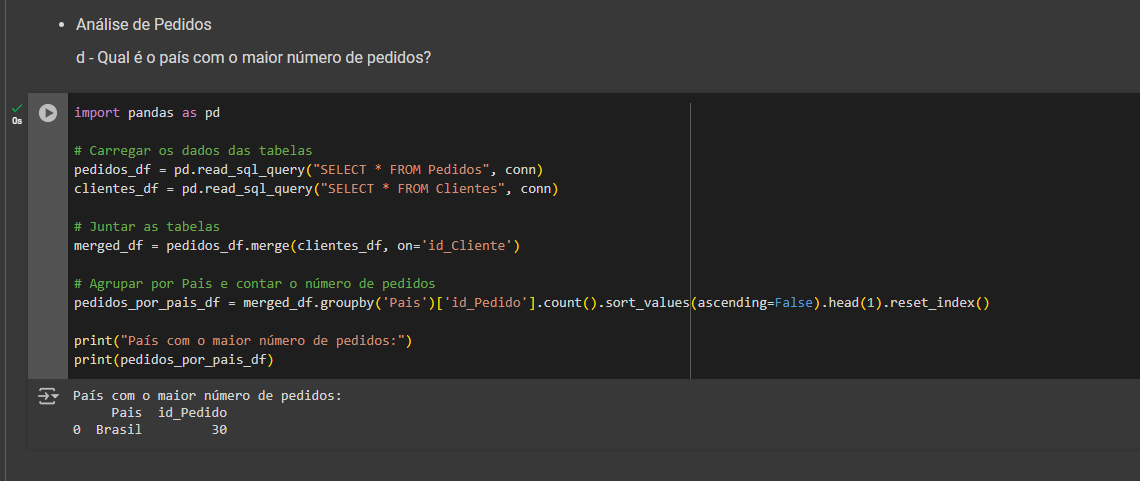 • Análise de Pedidos
d - Qual é o país com o maior número de pedidos?
import pandas as pd
0s
# Carregar os dados das tabelas
pedidos_df = pd.read_sql_query("SELECT * FROM Pedidos", conn)
clientes_df = pd.read_sql_query("SELECT * FROM Clientes", conn)
# Juntar as tabelas
merged_df = pedidos_df.merge(clientes_df, on='id_Cliente')
# Agrupar por Pais e contar o número de pedidos
pedidos_por_pais_df = merged_df.groupby('Pais')['id_Pedido'].count().sort_values(ascending=False).head(1).reset_index()
print("País com o maior número de pedidos:")
print(pedidos_por_pais_df)
País com o maior número de pedidos:
Pais id_Pedido
0 Brasil 30